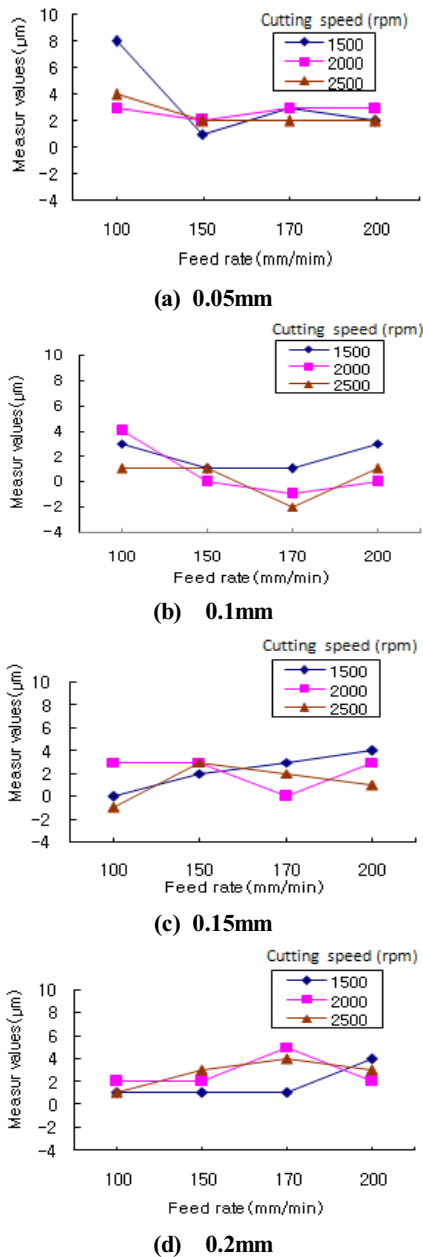 Cutting speed (rpm)
1500
2000
2500
10
8
6
4
2
0
-2
-4
Measur values(μm)
100 150 170 200
Feed rate(mm/mim)
(a) 0.05mm
Cutting speed (rpm)
1500
2000
2500
10
8
6
4
2
0
-2
-4
Measur values(μm)
100 150 170 200
Feed rate(mm/min)
(b) 0.1mm
Cutting speed (rpm)
1500
2000
2500
10
8
6
4
2
0
-2
-4
Measur values(μm)
100 150 170 200
Feed rate(mm/min)
(c) 0.15mm
Cutting speed (rpm)
1500
2000
2500
10
8
6
4
2
0
-2
-4
Measur values(μm)
100 150 170 200
Feed rate(mm/min)
(d) 0.2mm